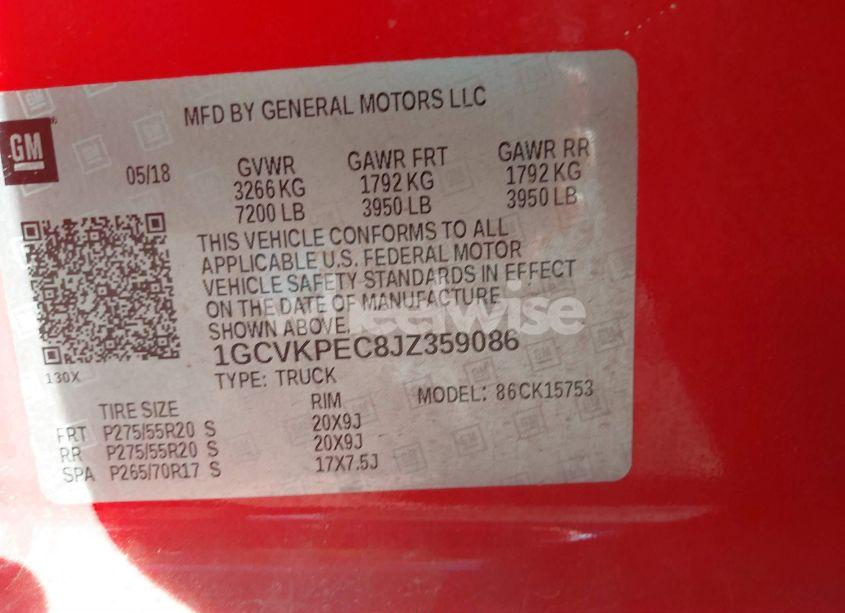 MFD BY GENERAL MOTORS LLC
GM
05/18
GVWR GAWR FRT GAWR RR
3266 KG 1792 KG 1792 KG
7200 LB 3950 LB 3950 LB
THIS VEHICLE CONFORMS TO ALL
APPLICABLE U.S. FEDERAL MOTOR
VEHICLE SAFETY STANDARDS IN EFFECT
ON THE DATE OF MANUFACTURE
SHOWN ABOVE.
1GCVKPEC8JZ359086
130X
TYPE: TRUCK
MODEL: 86CK15753
TIRE SIZE RIM
FRT P275/55R20 S 20X9J
RR P275/55R20 S 20X9J
SPA P265/70R17 S 17X7.5J